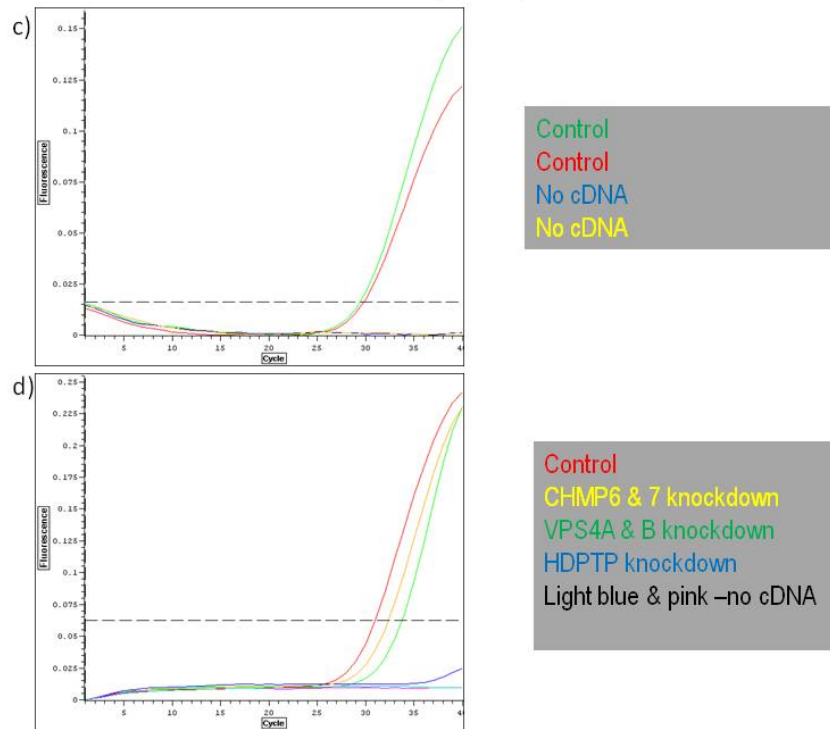 c)
0.15
0.125
0.1
0.075
0.05
0.025
0
Fluorescence
5 10 15 20 25 30 35 40
Cycle
Control
Control
No cDNA
No cDNA
d)
0.25
0.225
0.2
0.175
0.15
0.125
0.1
0.075
0.05
0.025
0
Fluorescence
5 10 15 20 25 30 35 40
Cycle
Control
CHMP6 & 7 knockdown
VPS4A & B knockdown
HDPTP knockdown
Light blue & pink –no cDNA